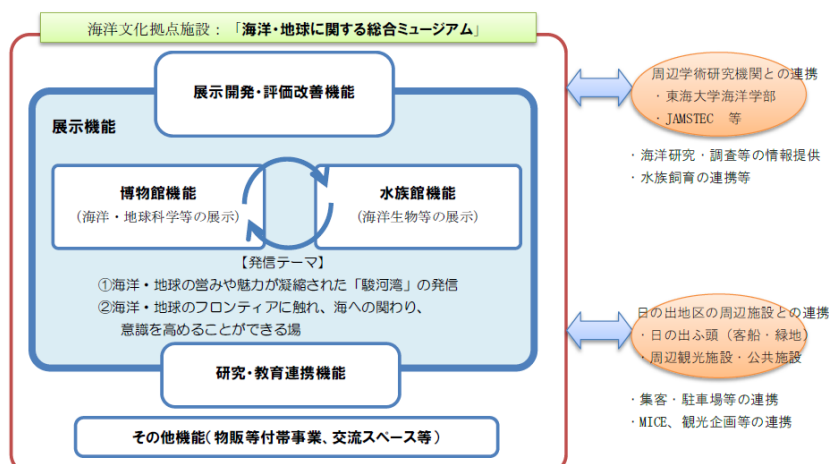 海洋文化拠点施設：「海洋・地球に関する総合ミュージアム」
展示開発・評価改善機能
展示機能
博物館機能
（海洋・地球科学等の展示）
水族館機能
（海洋生物等の展示）
【発信テーマ】
①海洋・地球の営みや魅力が凝縮された「駿河湾」の発信
②海洋・地球のフロンティアに触れ、海への関わり、
意識を高めることができる場
研究・教育連携機能
その他機能（物販等付帯事業、交流スペース等）
周辺学術研究機関との連携
・東海大学海洋学部
・JAMSTEC 等
・海洋研究・調査等の情報提供
・水族飼育の連携等
日の出地区の周辺施設との連携
・日の出ふ頭（客船・緑地）
・周辺観光施設・公共施設
・集客・駐車場等の連携
・MICE、観光企画等の連携